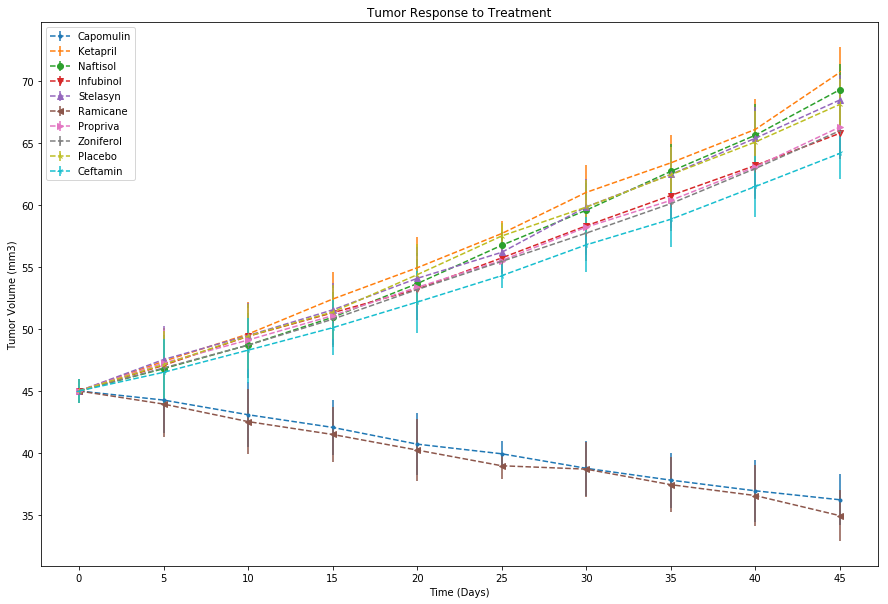 Tumor Response to Treatment
Capomulin
Ketapril
Naftisol
Infubinol
Stelasyn
Ramicane
Propriva
Zoniferol
Placebo
Ceftamin
Tumor Volume (mm3)
70
65
60
55
50
45
40
35
0 5 10 15 20 25 30 35 40 45
Time (Days)